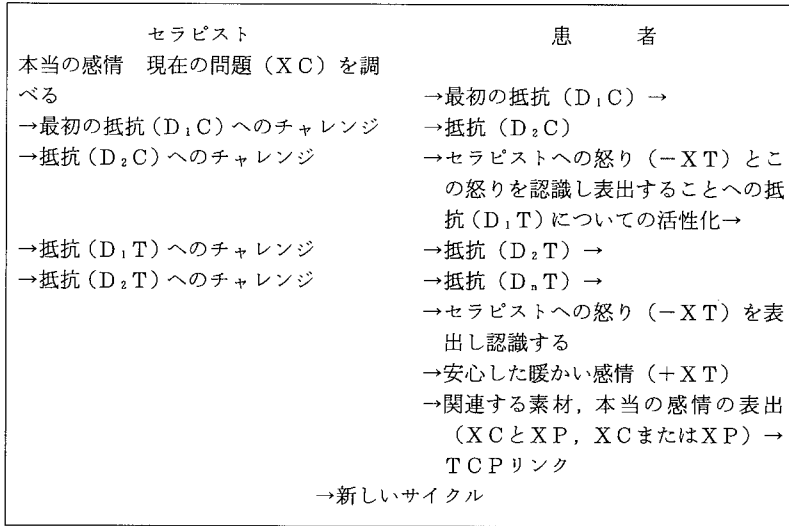 セラピスト
患　　者
本当の感情　現在の問題（XC）を調
べる
→最初の抵抗（D₁C）→
→最初の抵抗（D₁C）へのチャレンジ
→抵抗（D₂C）
→抵抗（D₂C）へのチャレンジ
→セラピストへの怒り（－XT）とこ
の怒りを認識し表出することへの抵
抗（D₁T）についての活性化→
→抵抗（D₁T）へのチャレンジ
→抵抗（D₂T）→
→抵抗（D₂T）へのチャレンジ
→抵抗（DₙT）→
→セラピストへの怒り（－XT）を表
出し認識する
→安心した暖かい感情（＋XT）
→関連する素材，本当の感情の表出
（XCとXP，XCまたはXP）→
TCPリンク
→新しいサイクル